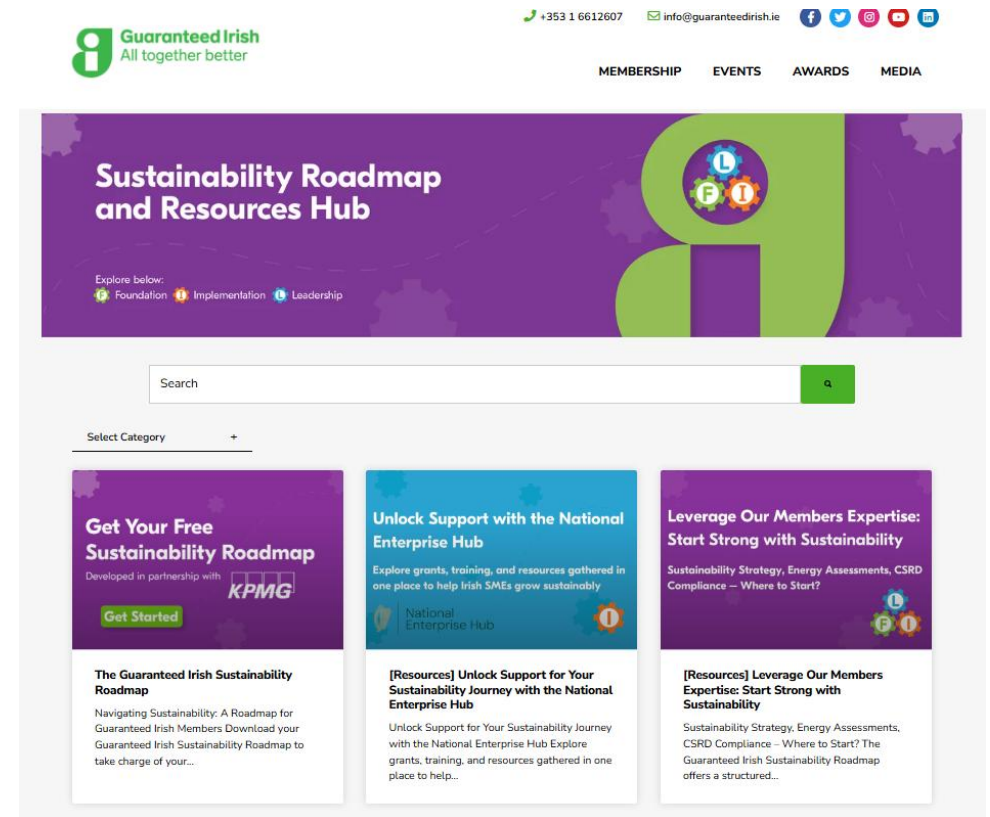 +353 1 6612607 info@guaranteedirish.ie
Guaranteed Irish
All together better
MEMBERSHIP EVENTS AWARDS MEDIA
Sustainability Roadmap
and Resources Hub
L
F I
Explore below:
F Foundation I Implementation L Leadership
Search
Select Category +
Get Your Free
Sustainability Roadmap
Developed in partnership with KPMG
Get Started
The Guaranteed Irish Sustainability
Roadmap
Navigating Sustainability: A Roadmap for
Guaranteed Irish Members Download your
Guaranteed Irish Sustainability Roadmap to
take charge of your...
Unlock Support with the National
Enterprise Hub
Explore grants, training, and resources gathered in
one place to help Irish SMEs grow sustainably
National
Enterprise Hub
I
[Resources] Unlock Support for Your
Sustainability Journey with the National
Enterprise Hub
Unlock Support for Your Sustainability Journey
with the National Enterprise Hub Explore
grants, training, and resources gathered in one
place to help...
Leverage Our Members Expertise:
Start Strong with Sustainability
Sustainability Strategy, Energy Assessments, CSRD
Compliance – Where to Start?
L
F I
[Resources] Leverage Our Members
Expertise: Start Strong with
Sustainability
Sustainability Strategy, Energy Assessments,
CSRD Compliance – Where to Start? The
Guaranteed Irish Sustainability Roadmap
offers a structured...